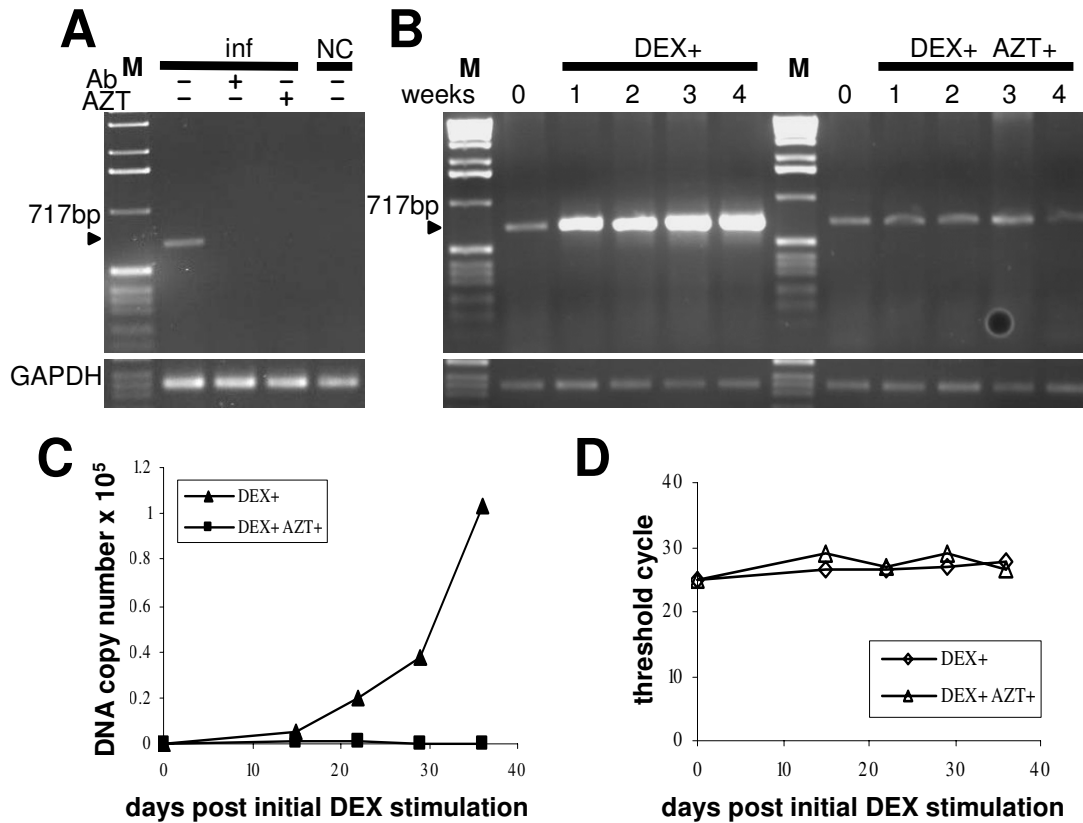 A
inf
NC
M
Ab – + – –
AZT – – + –
717bp
GAPDH
B
DEX+
DEX+ AZT+
M
M
weeks 0 1 2 3 4 0 1 2 3 4
717bp
C
DNA copy number x 10⁵
1.2
1
0.8
0.6
0.4
0.2
0
DEX+
DEX+ AZT+
0 10 20 30 40
days post initial DEX stimulation
D
threshold cycle
40
30
20
10
0
DEX+
DEX+ AZT+
0 10 20 30 40
days post initial DEX stimulation